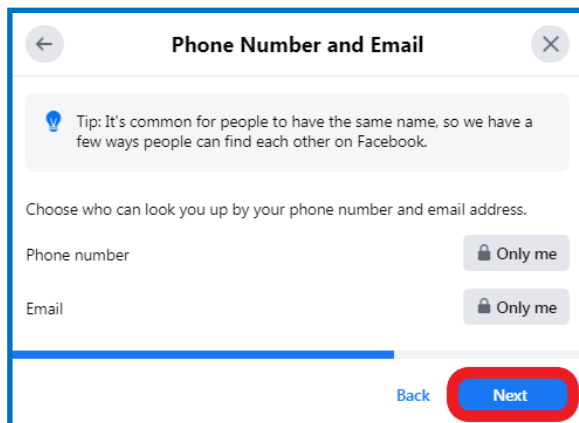 Phone Number and Email
Tip: It's common for people to have the same name, so we have a
few ways people can find each other on Facebook.
Choose who can look you up by your phone number and email address.
Phone number
Only me
Email
Only me
Back
Next